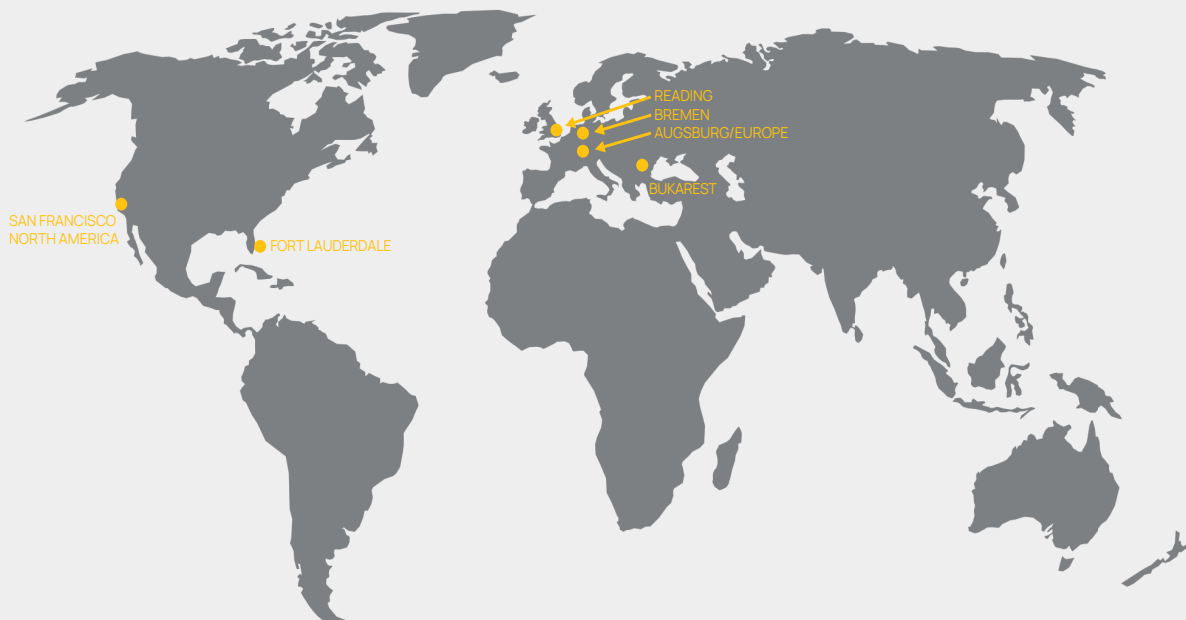 READING
BREMEN
AUGSBURG/EUROPE
BUKAREST
SAN FRANCISCO
NORTH AMERICA
FORT LAUDERDALE